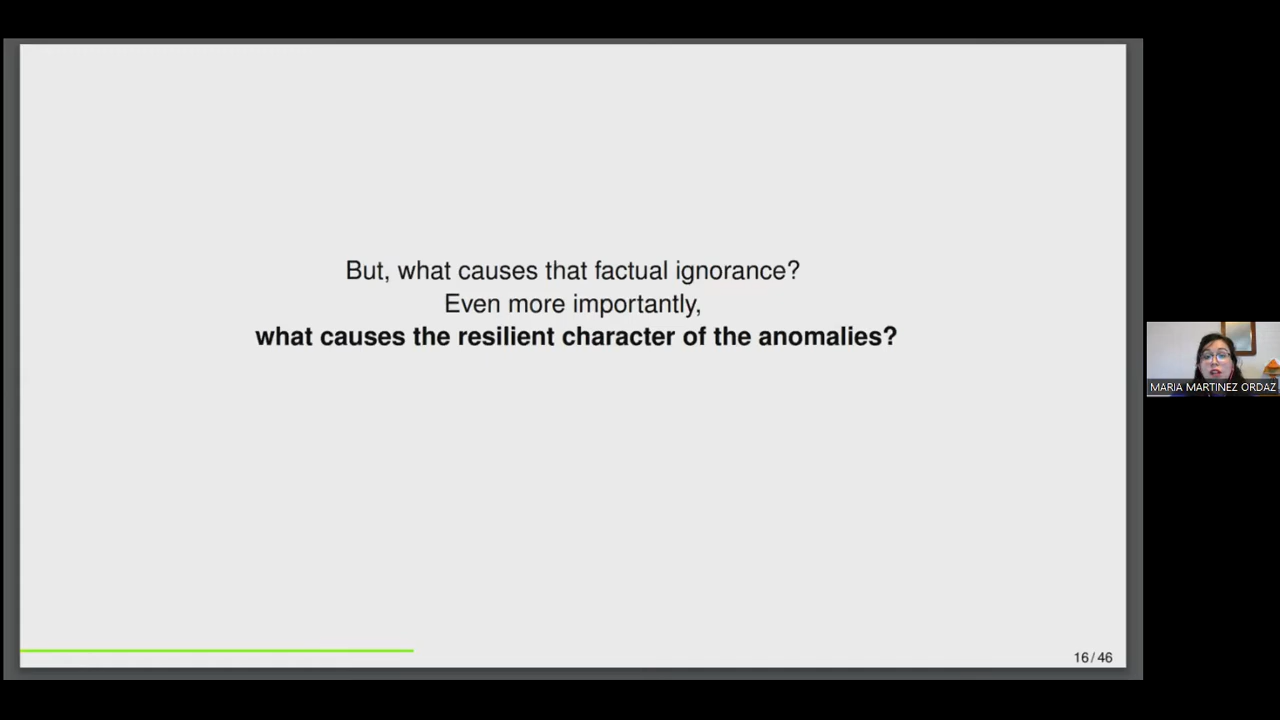 But, what causes that factual ignorance?
Even more importantly,
what causes the resilient character of the anomalies?
MARIA MARTINEZ ORDAZ
16/46